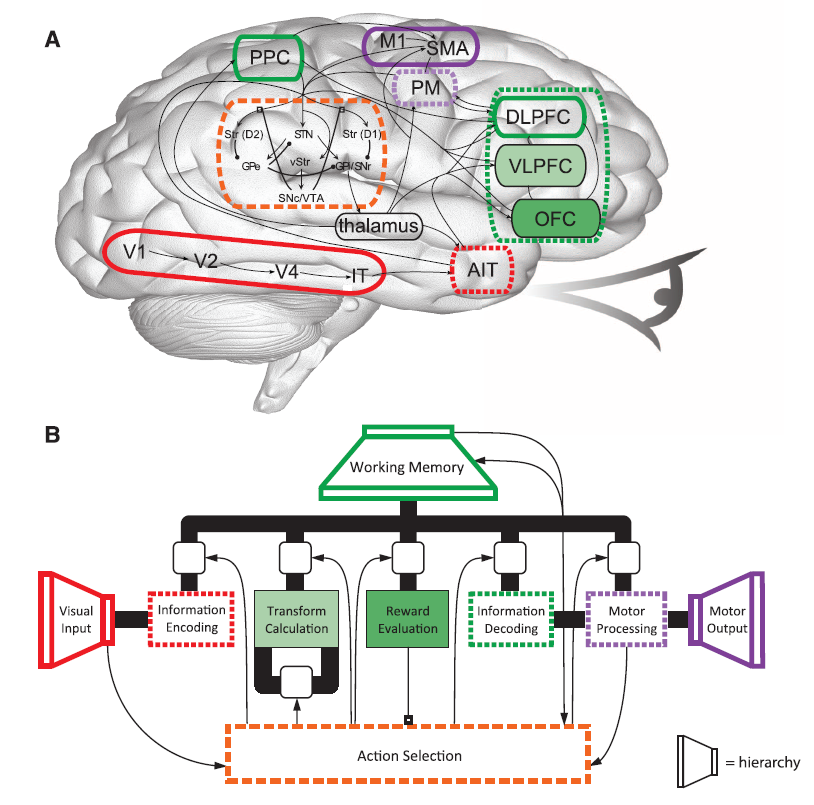 A
PPC
M1
SMA
PM
DLPFC
VLPFC
OFC
Str (D2)
STN
Str (D1)
GPe
vStr
GPi/SNr
SNc/VTA
thalamus
V1
V2
V4
IT
AIT
B
Working Memory
Visual
Input
Information
Encoding
Transform
Calculation
Reward
Evaluation
Information
Decoding
Motor
Processing
Motor
Output
Action Selection
= hierarchy